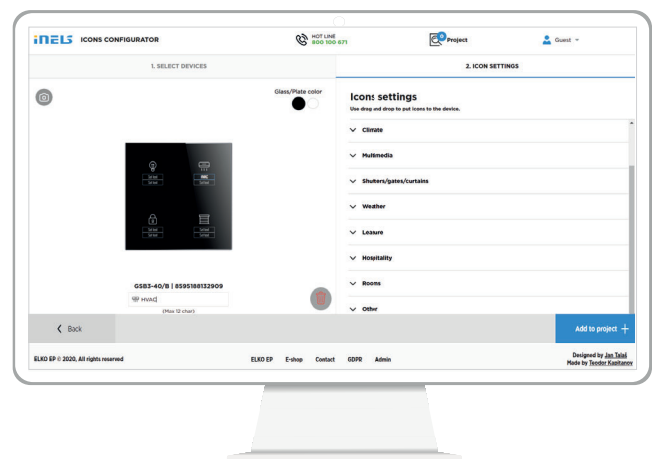 iNELS ICONS CONFIGURATOR
HOT LINE
800 100 671
0
Project
Guest
1. SELECT DEVICES
2. ICON SETTINGS
Glass/Plate color
Icons settings
Use drag and drop to put icons to the device.
Climate
Multimedia
Shutters/gates/curtains
Weather
Leasure
Hospitality
Rooms
Other
GSB3-40/B | 8595188132909
HVAC
(Max 12 char)
Back
Add to project
ELKO EP © 2020, All rights reserved
ELKO EP E-shop Contact GDPR Admin
Designed by Jan Talaš
Made by Teodor Kapitanov